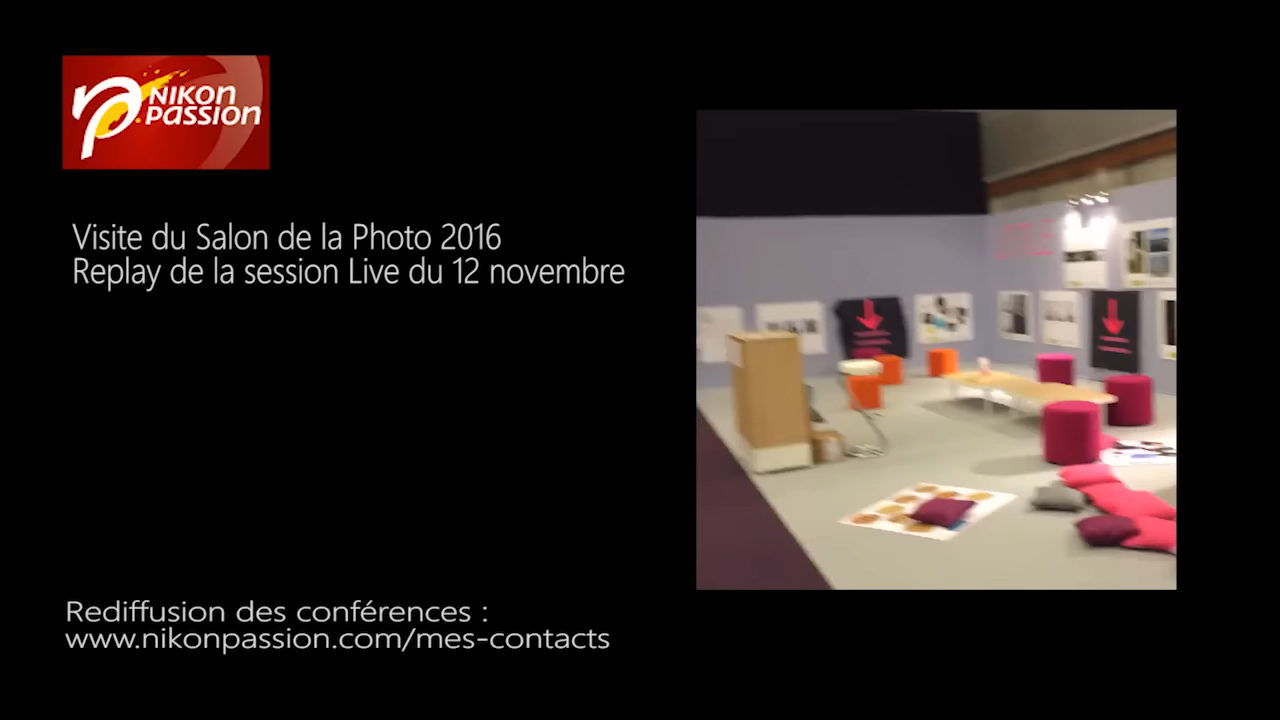 NIKON
PASSION
Visite du Salon de la Photo 2016
Replay de la session Live du 12 novembre
Rediffusion des conférences :
www.nikonpassion.com/mes-contacts